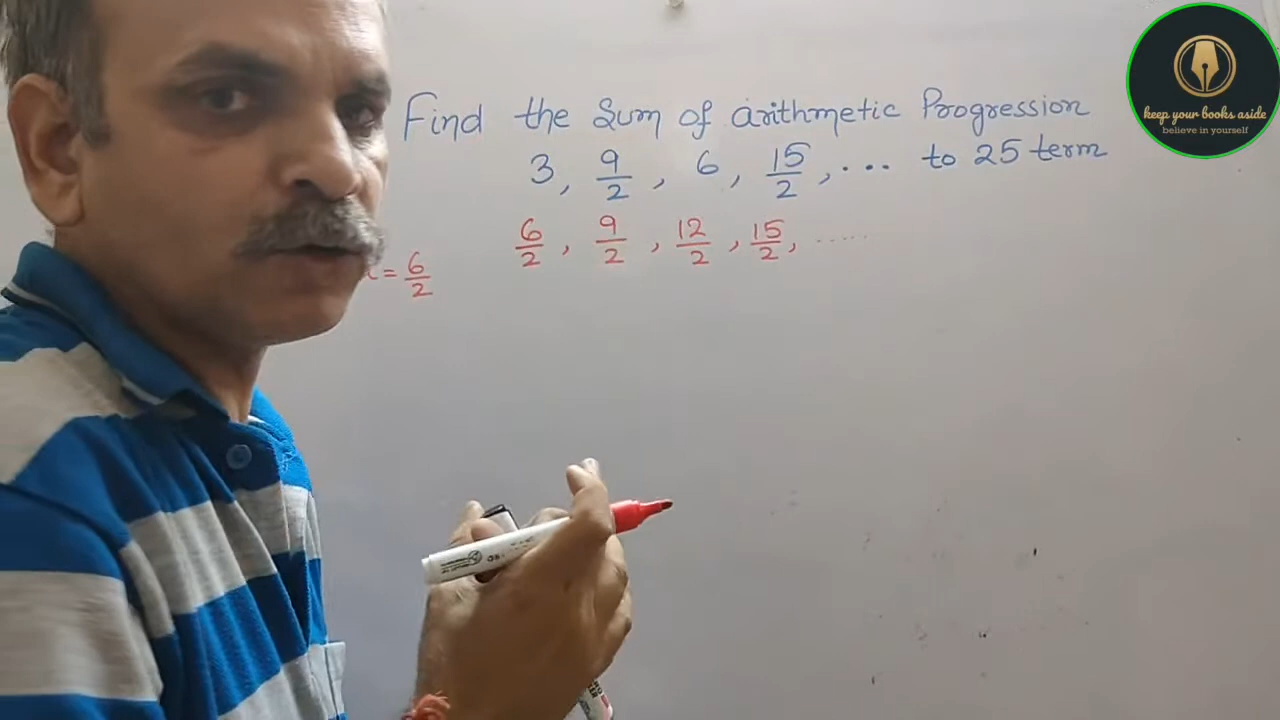 Find the Sum of arithmetic Progression
3, 9/2, 6, 15/2, ... to 25 term
6/2, 9/2, 12/2, 15/2, ......
= 6/2
keep your books aside
believe in yourself